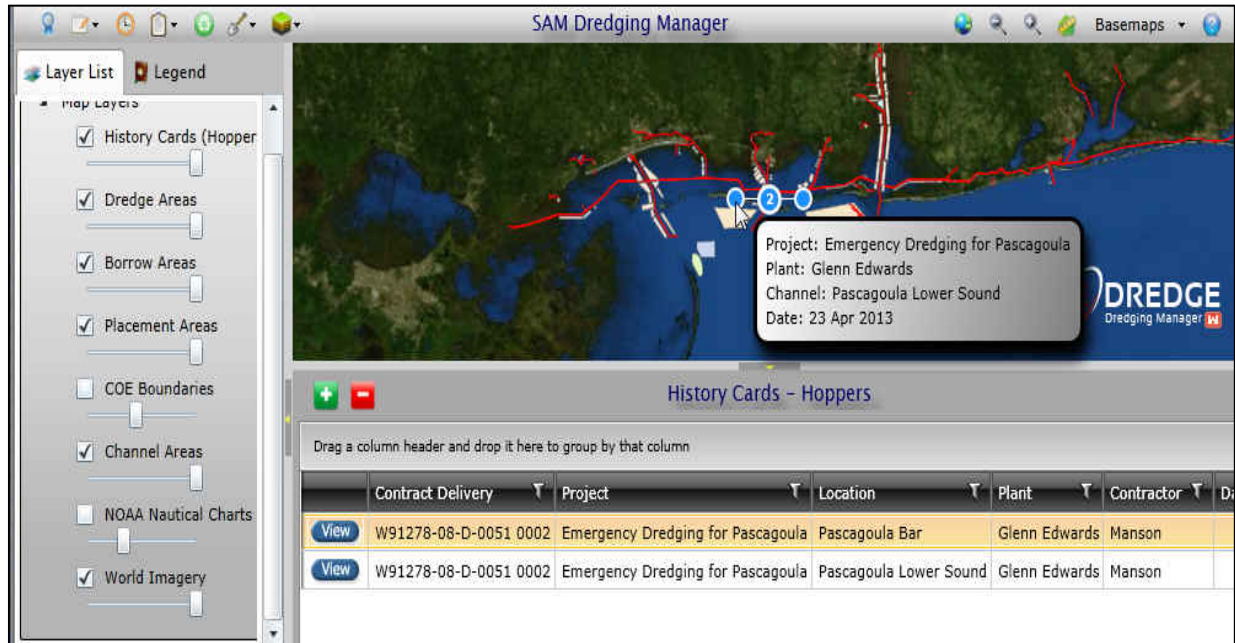 SAM Dredging Manager
Basemaps
Layer List
Legend
Map Layers
History Cards (Hopper
Dredge Areas
Borrow Areas
Placement Areas
COE Boundaries
Channel Areas
NOAA Nautical Charts
World Imagery
2
Project: Emergency Dredging for Pascagoula
Plant: Glenn Edwards
Channel: Pascagoula Lower Sound
Date: 23 Apr 2013
DREDGE
Dredging Manager
History Cards - Hoppers
Drag a column header and drop it here to group by that column
Contract Delivery Project Location Plant Contractor
View W91278-08-D-0051 0002 Emergency Dredging for Pascagoula Pascagoula Bar Glenn Edwards Manson
View W91278-08-D-0051 0002 Emergency Dredging for Pascagoula Pascagoula Lower Sound Glenn Edwards Manson